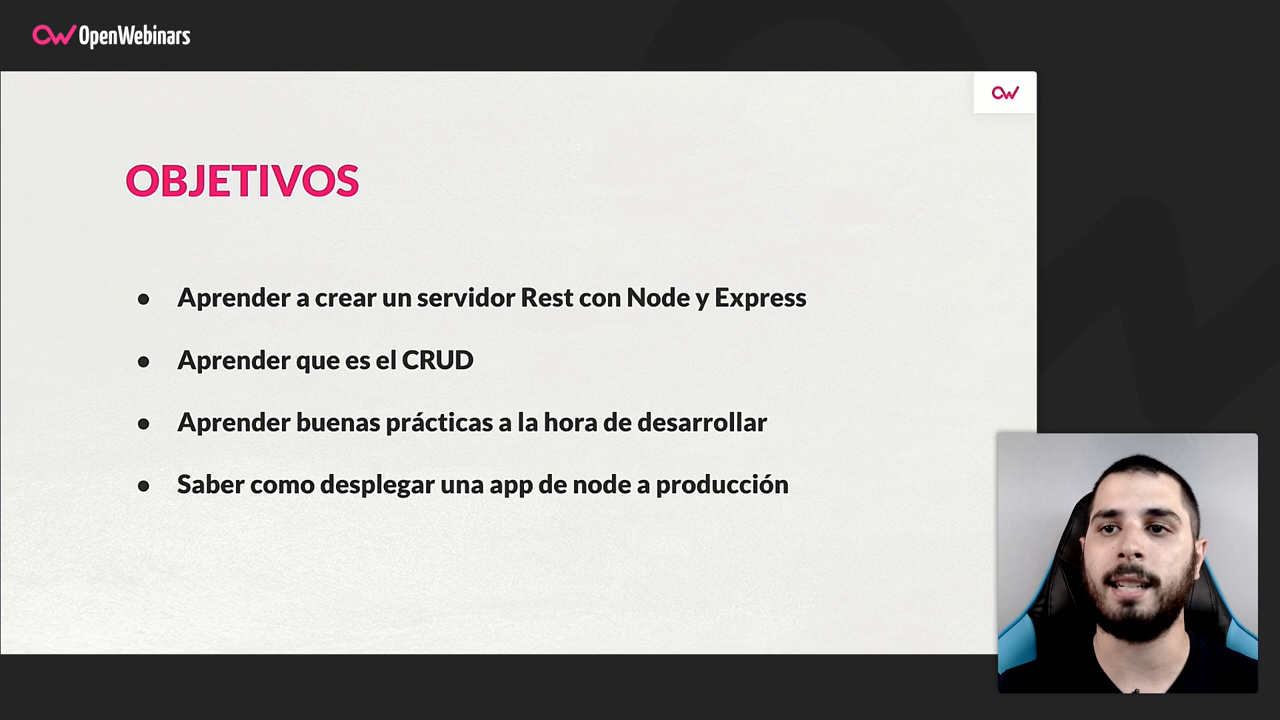 OpenWebinars
OBJETIVOS
● Aprender a crear un servidor Rest con Node y Express
● Aprender que es el CRUD
● Aprender buenas prácticas a la hora de desarrollar
● Saber como desplegar una app de node a producción